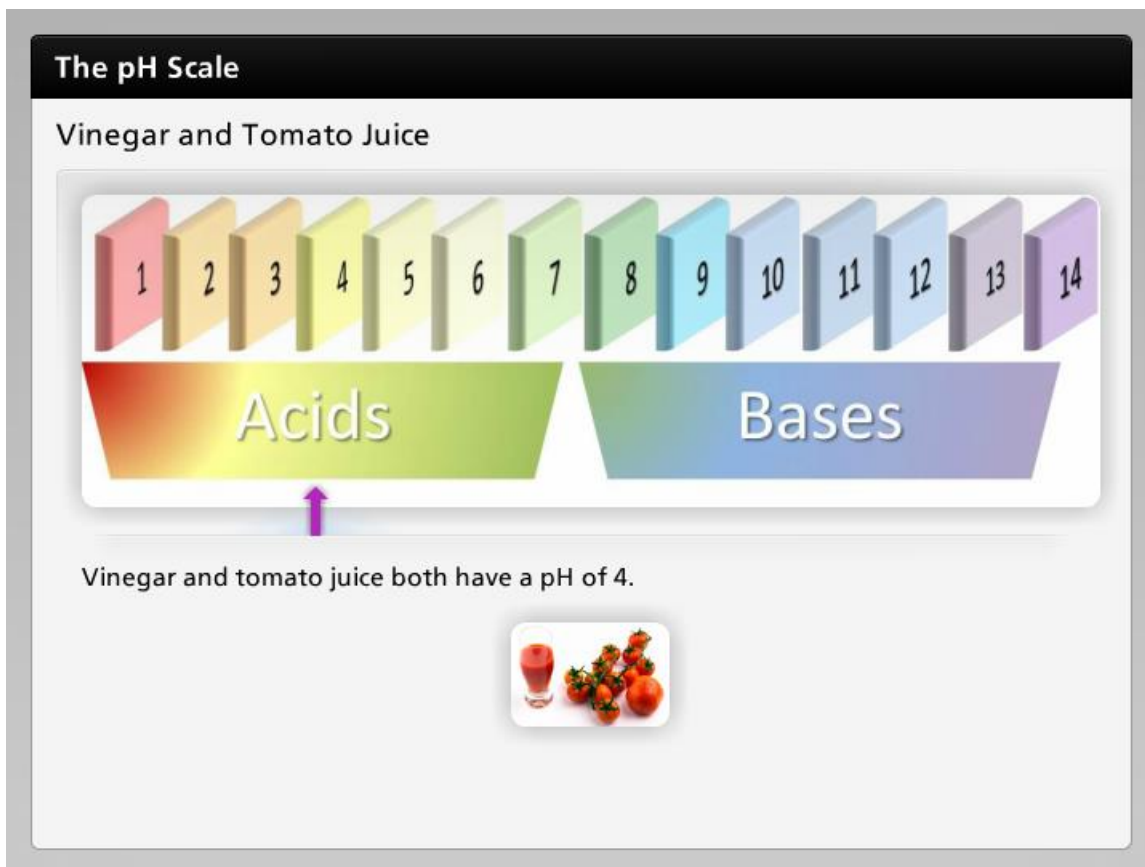 The pH Scale
Vinegar and Tomato Juice
1 2 3 4 5 6 7 8 9 10 11 12 13 14
Acids Bases
Vinegar and tomato juice both have a pH of 4.